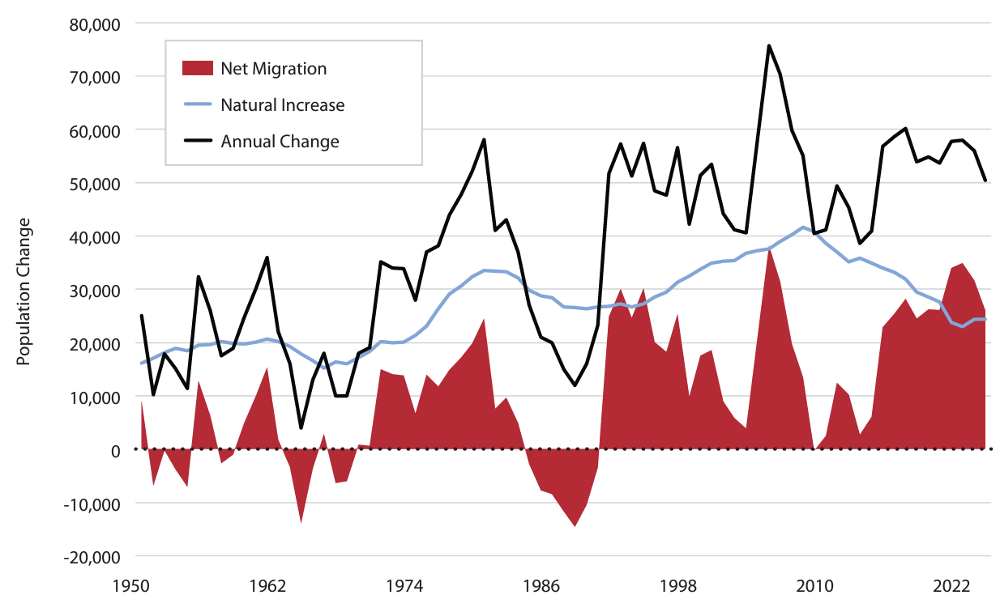 80,000
70,000
60,000
50,000
40,000
30,000
20,000
10,000
0
-10,000
-20,000
Population Change
Net Migration
Natural Increase
Annual Change
1950 1962 1974 1986 1998 2010 2022